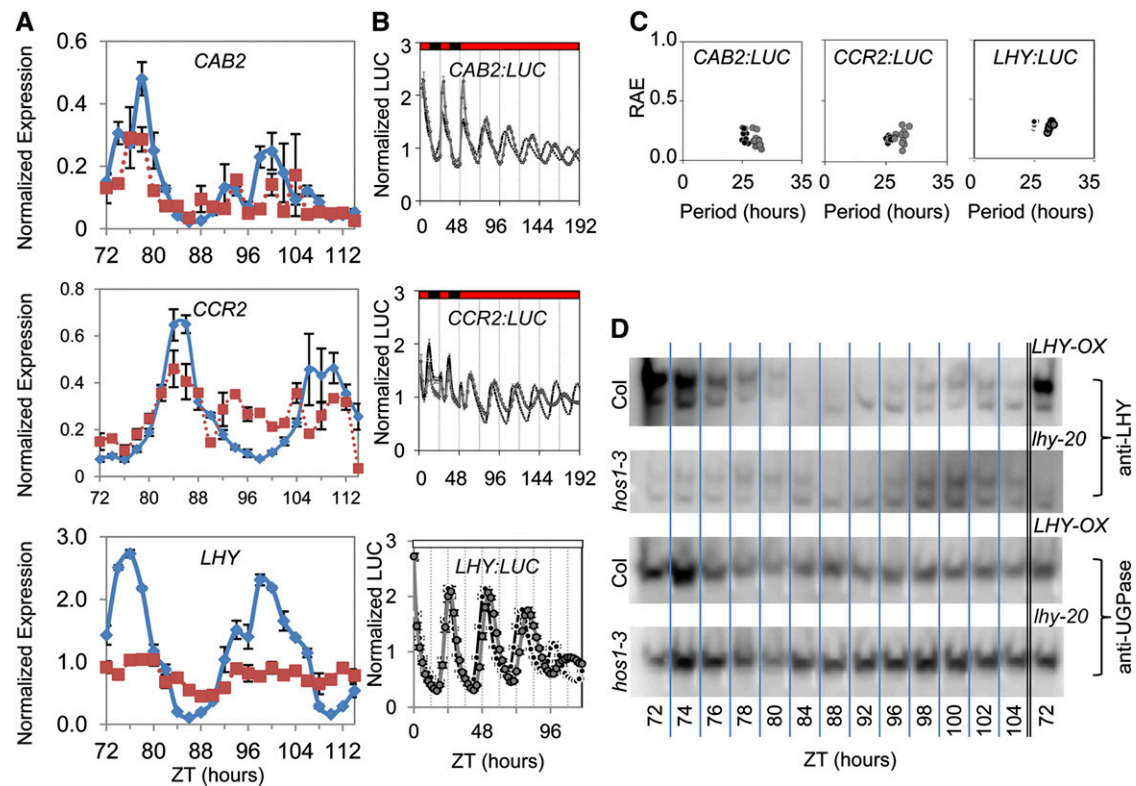 A
Normalized Expression
0.6
0.4
0.2
0
CAB2
72 80 88 96 104 112
Normalized Expression
0.8
0.6
0.4
0.2
0
CCR2
72 80 88 96 104 112
Normalized Expression
3.0
2.0
1.0
0.0
LHY
72 80 88 96 104 112
ZT (hours)
B
Normalized LUC
3
2
1
0
CAB2:LUC
0 48 96 144 192
Normalized LUC
3
2
1
0
CCR2:LUC
0 48 96 144 192
Normalized LUC
3
2
1
0
LHY:LUC
0 48 96
ZT (hours)
C
RAE
1.0
0.5
0.0
CAB2:LUC
0 25 35
Period (hours)
CCR2:LUC
0 25 35
Period (hours)
LHY:LUC
0 25 35
Period (hours)
D
LHY-OX
Col
lhy-20
hos1-3
anti-LHY
LHY-OX
Col
lhy-20
hos1-3
anti-UGPase
72 74 76 78 80 84 88 92 96 98 100 102 104 72
ZT (hours)